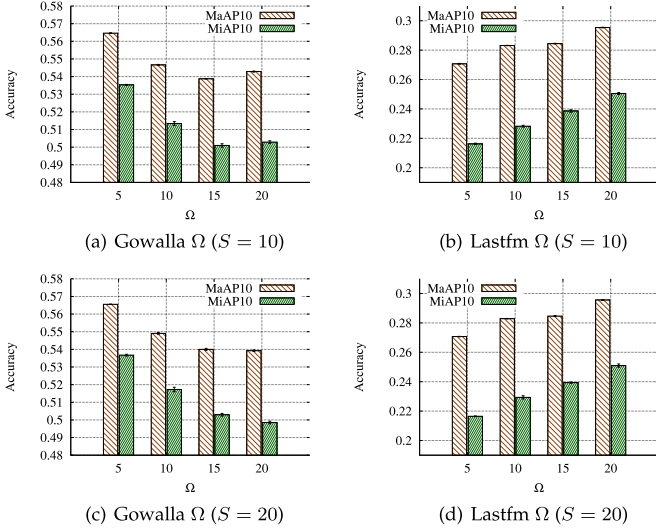 0.58
0.57
0.56
0.55
0.54
0.53
0.52
0.51
0.5
0.49
0.48
Accuracy
MaAP10
MiAP10
5 10 15 20
Ω
(a) Gowalla Ω (S = 10)
0.3
0.28
0.26
0.24
0.22
0.2
Accuracy
MaAP10
MiAP10
5 10 15 20
Ω
(b) Lastfm Ω (S = 10)
0.58
0.57
0.56
0.55
0.54
0.53
0.52
0.51
0.5
0.49
0.48
Accuracy
MaAP10
MiAP10
5 10 15 20
Ω
(c) Gowalla Ω (S = 20)
0.3
0.28
0.26
0.24
0.22
0.2
Accuracy
MaAP10
MiAP10
5 10 15 20
Ω
(d) Lastfm Ω (S = 20)